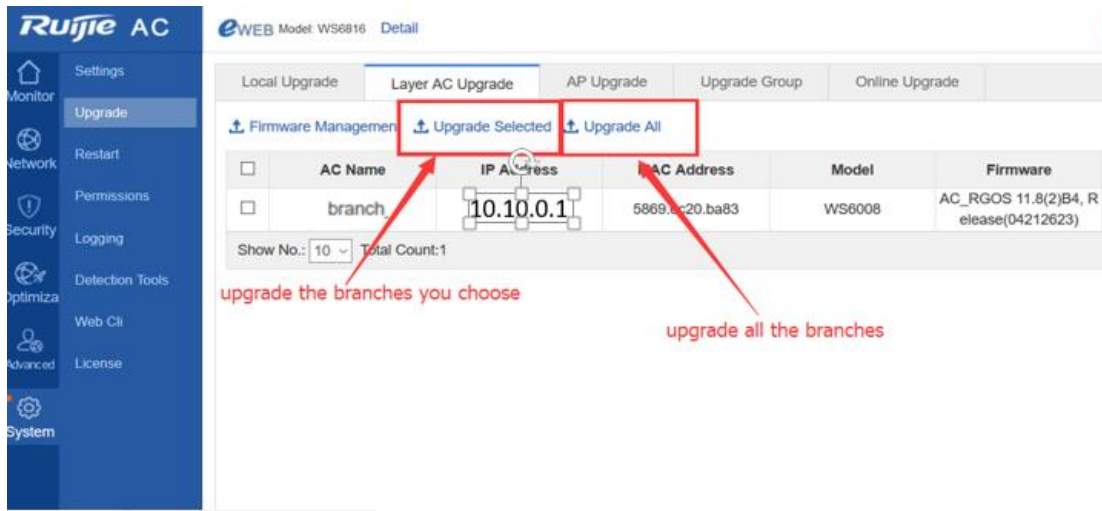 Ruijie AC
eWEB Model: WS6816 Detail
Monitor
Network
Security
Optimiza
Advanced
System
Settings
Upgrade
Restart
Permissions
Logging
Detection Tools
Web Cli
License
Local Upgrade Layer AC Upgrade AP Upgrade Upgrade Group Online Upgrade
Firmware Managemen Upgrade Selected Upgrade All
AC Name IP Address MAC Address Model Firmware
branch_ 10.10.0.1 WS6008 AC_RGOS 11.8(2)B4, R
elease(04212623)
Show No.: 10 Total Count:1
upgrade the branches you choose
upgrade all the branches